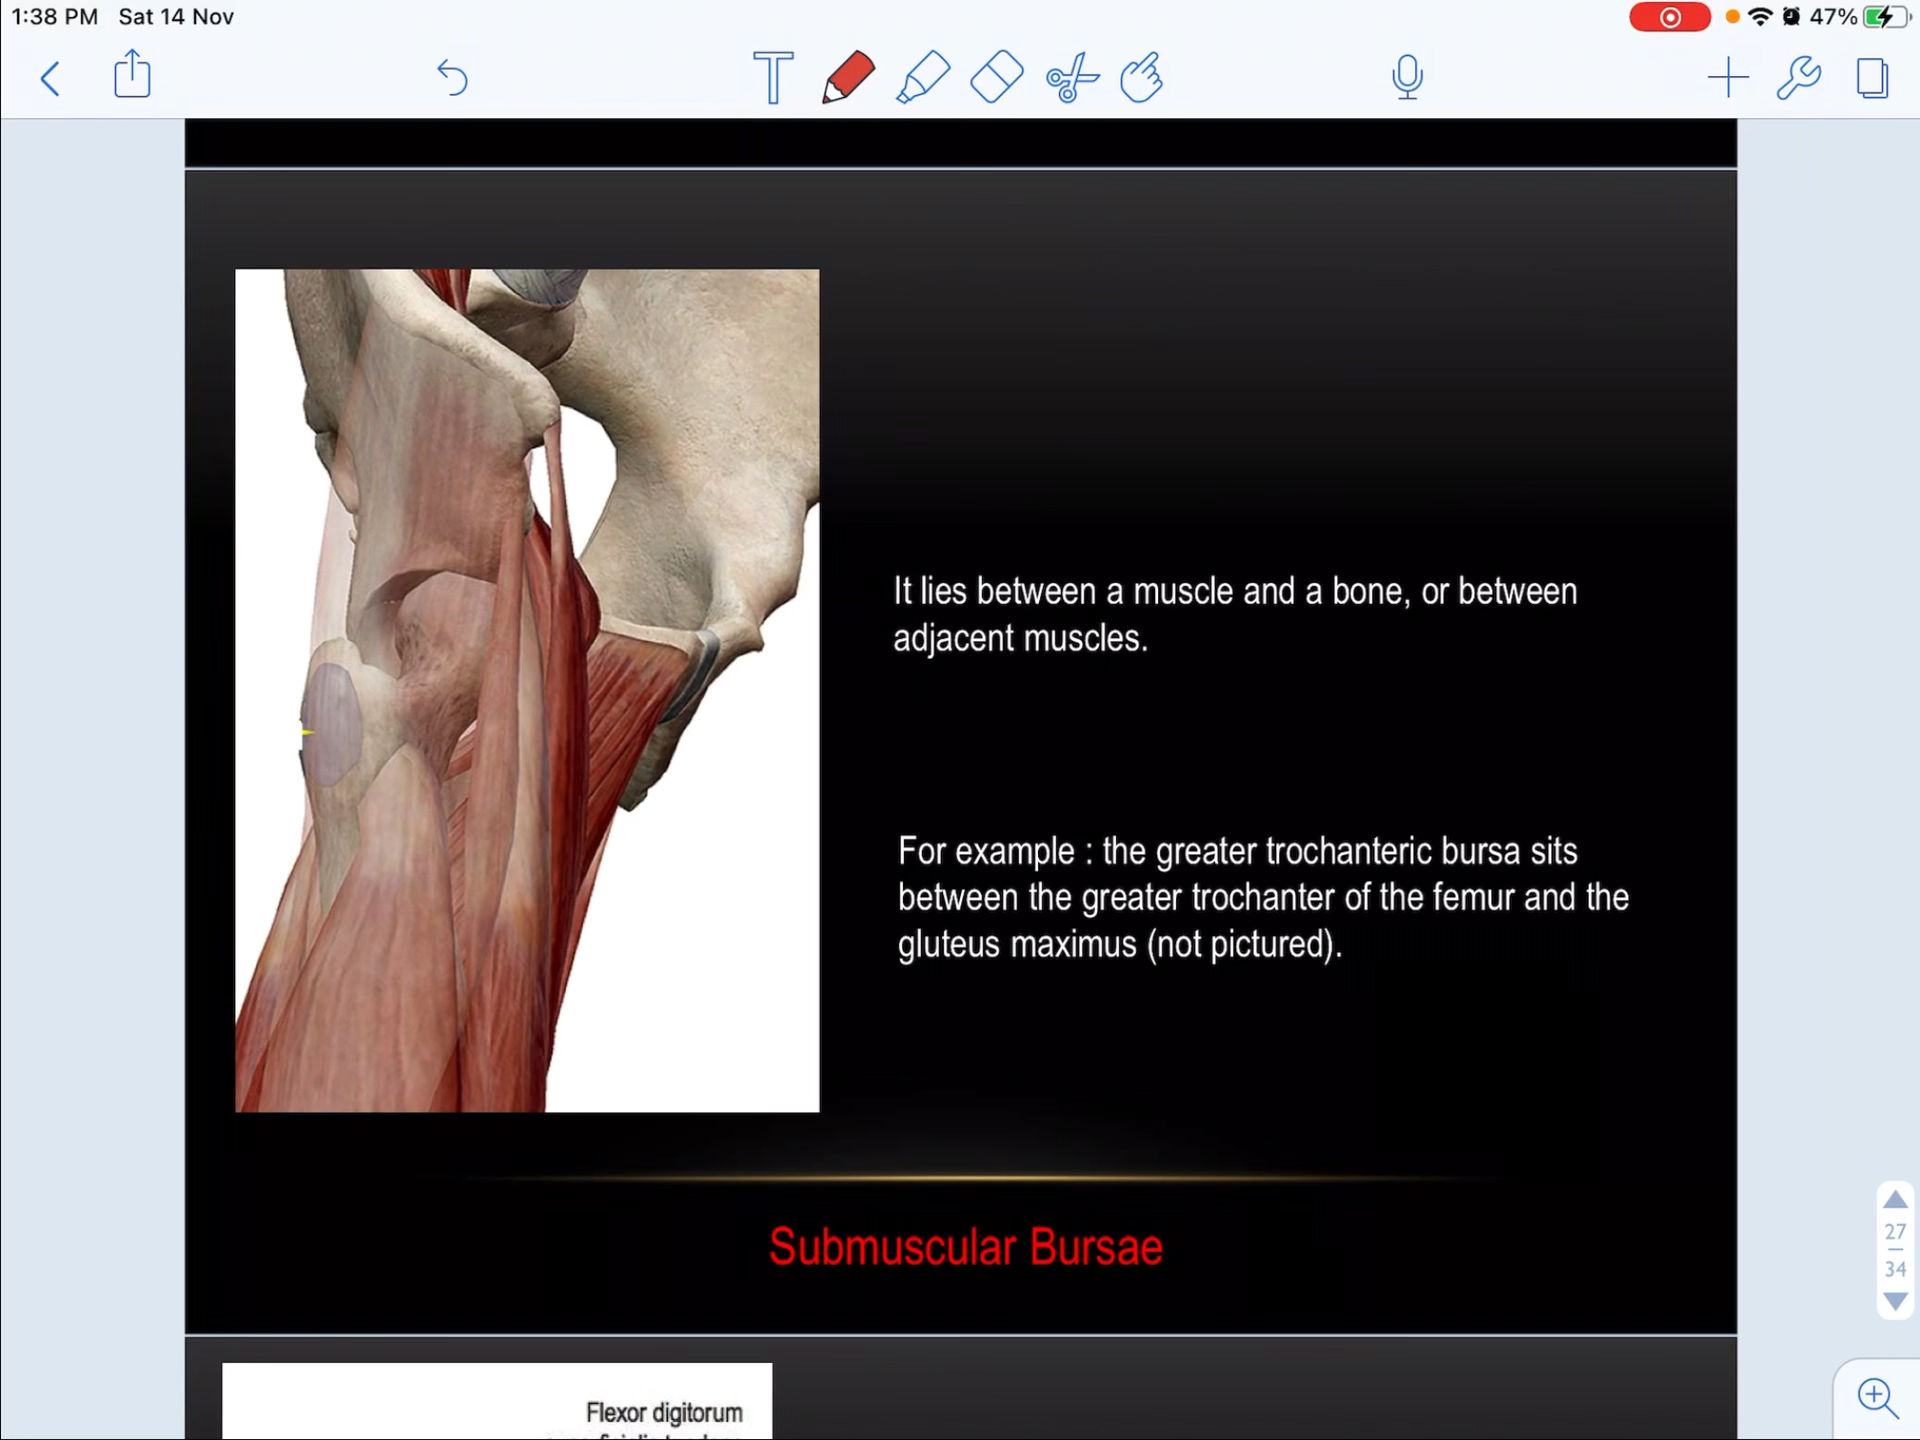 1:38 PM Sat 14 Nov
47%
T
It lies between a muscle and a bone, or between
adjacent muscles.
For example : the greater trochanteric bursa sits
between the greater trochanter of the femur and the
gluteus maximus (not pictured).
Submuscular Bursae
27
34
Flexor digitorum